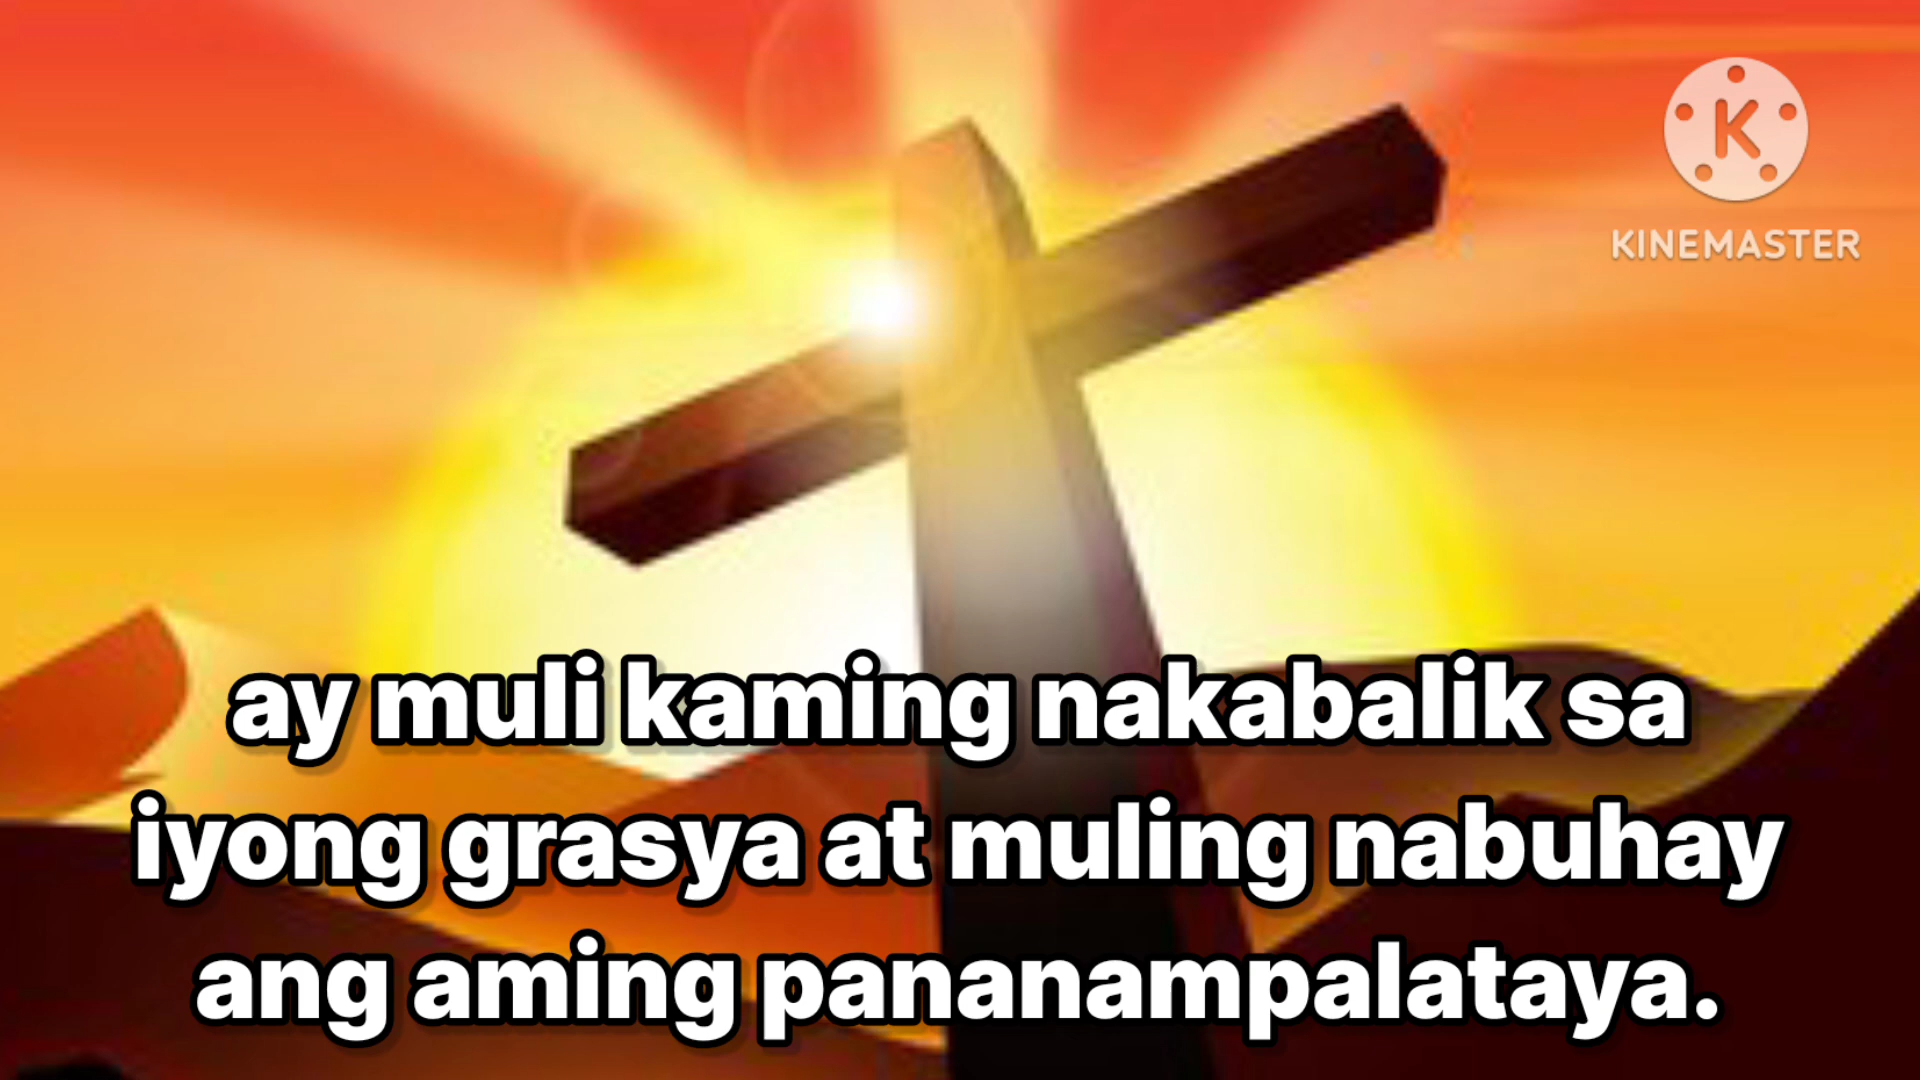 K
KINEMASTER
ay muli kaming nakabalik sa
iyong grasya at muling nabuhay
ang aming pananampalataya.